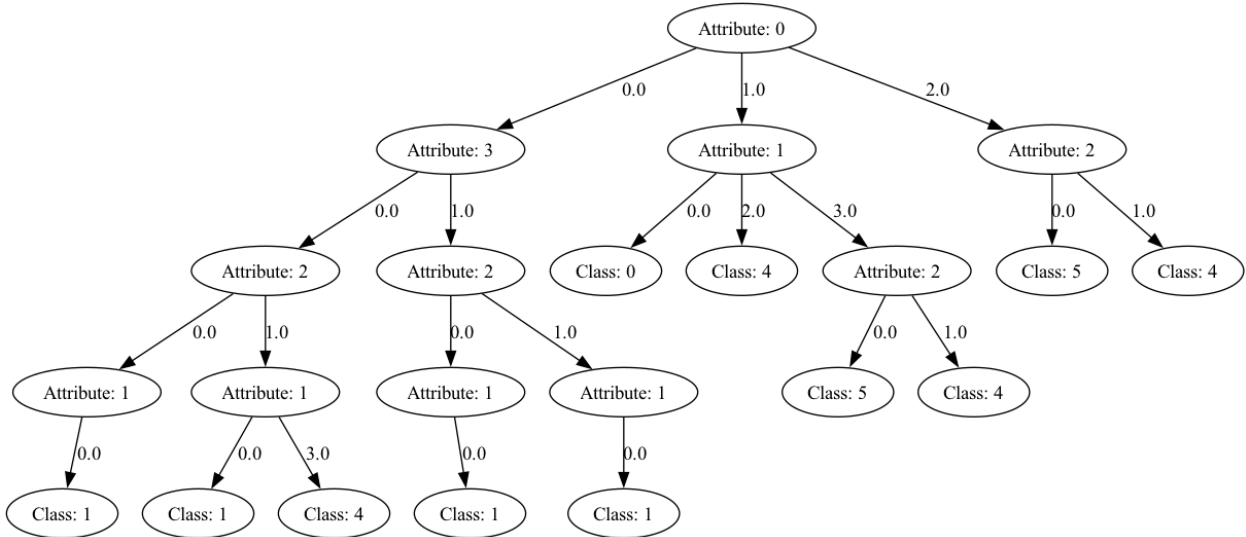 Attribute: 0
0.0 1.0 2.0
Attribute: 3 Attribute: 1 Attribute: 2
0.0 1.0 0.0 2.0 3.0 0.0 1.0
Attribute: 2 Attribute: 2 Class: 0 Class: 4 Attribute: 2 Class: 5 Class: 4
0.0 1.0 0.0 1.0 0.0 1.0
Attribute: 1 Attribute: 1 Attribute: 1 Attribute: 1 Class: 5 Class: 4
0.0 0.0 3.0 0.0 0.0
Class: 1 Class: 1 Class: 4 Class: 1 Class: 1